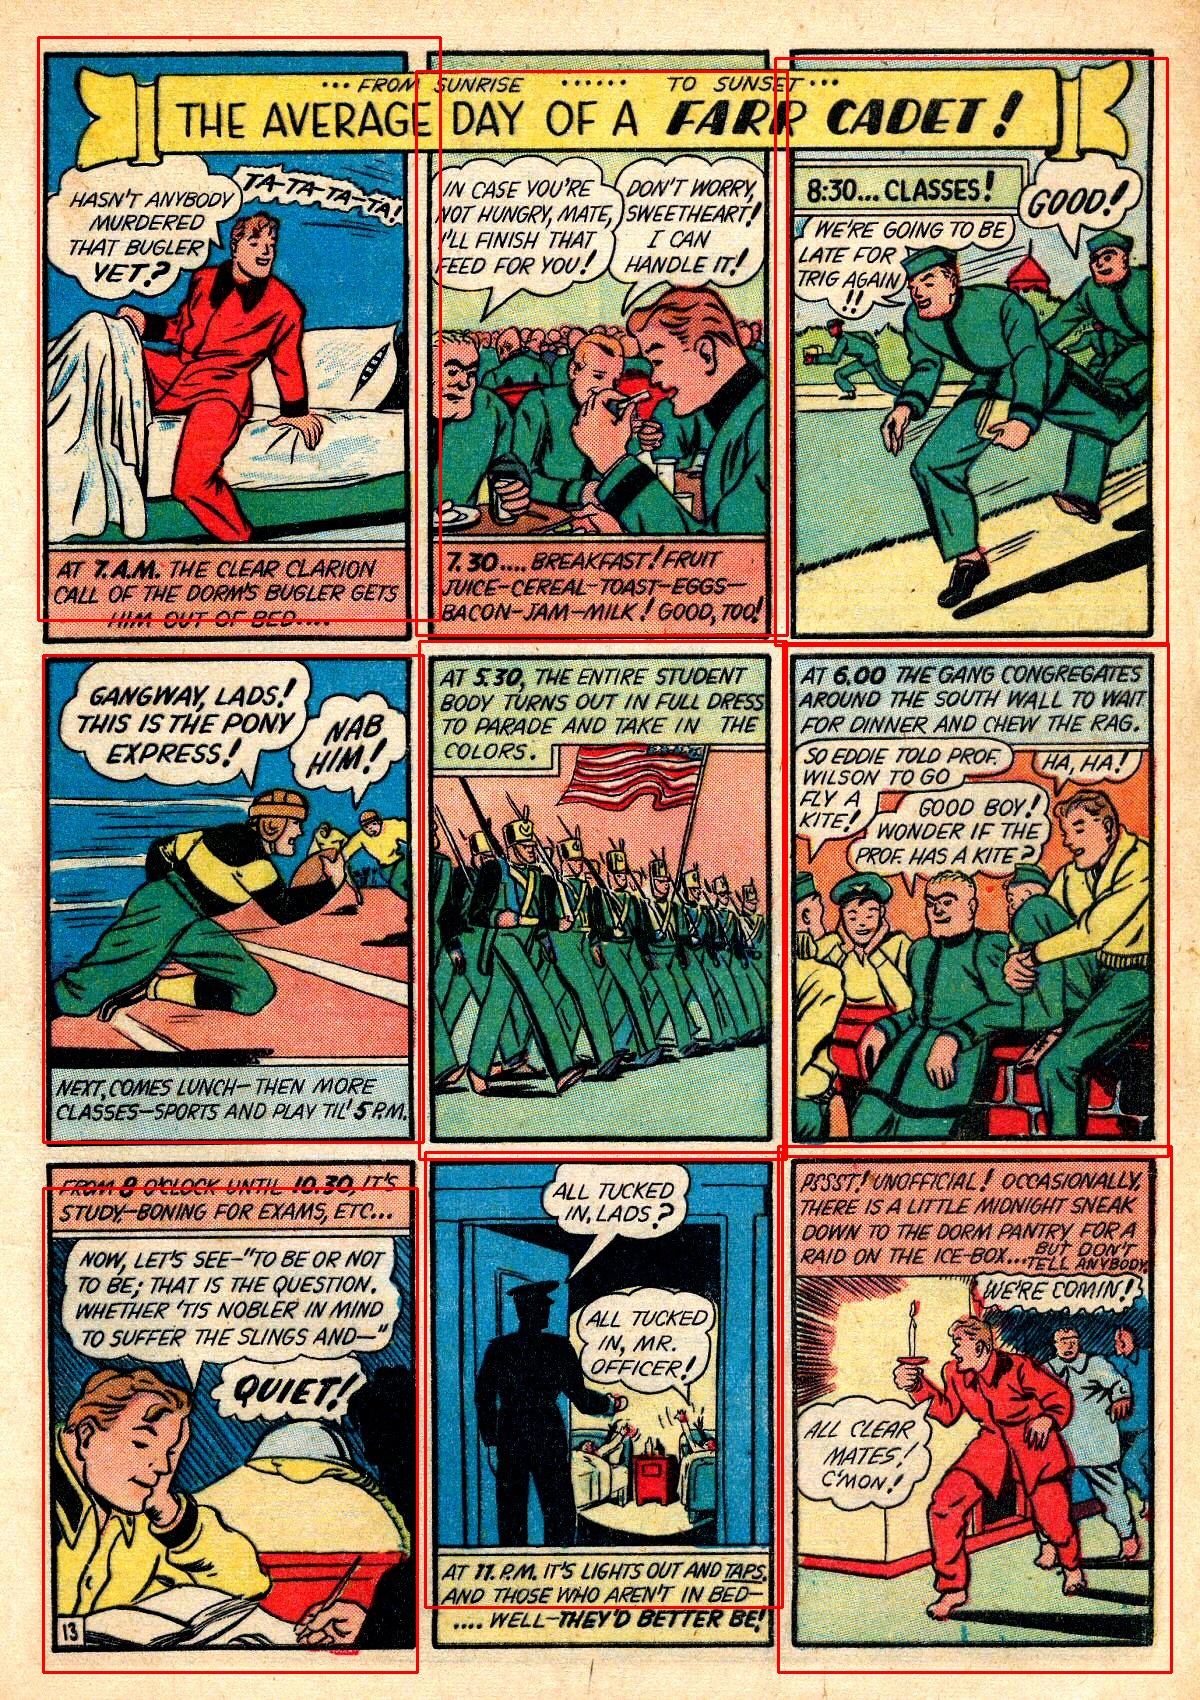 ...FROM SUNRISE ...... TO SUNSET...
THE AVERAGE DAY OF A FARR CADET!
HASN'T ANYBODY
MURDERED
THAT BUGLER
YET?
TA-TA-TA-TA!
AT 7. A.M. THE CLEAR CLARION
CALL OF THE DORM'S BUGLER GETS
HIM OUT OF BED....
IN CASE YOU'RE
NOT HUNGRY, MATE,
I'LL FINISH THAT
FEED FOR YOU!
DON'T WORRY,
SWEETHEART!
I CAN
HANDLE IT!
7.30.... BREAKFAST! FRUIT
JUICE-CEREAL-TOAST-EGGS-
BACON-JAM-MILK! GOOD, TOO!
8:30... CLASSES!
WE'RE GOING TO BE
LATE FOR
TRIG AGAIN
!!
GOOD!
GANGWAY, LADS!
THIS IS THE PONY
EXPRESS!
NAB
HIM!
NEXT, COMES LUNCH-THEN MORE
CLASSES-SPORTS AND PLAY TIL' 5 P.M.
AT 5.30, THE ENTIRE STUDENT
BODY TURNS OUT IN FULL DRESS
TO PARADE AND TAKE IN THE
COLORS.
AT 6.00 THE GANG CONGREGATES
AROUND THE SOUTH WALL TO WAIT
FOR DINNER AND CHEW THE RAG.
SO EDDIE TOLD PROF.
WILSON TO GO
FLY A
KITE!
GOOD BOY!
WONDER IF THE
PROF. HAS A KITE?
HA, HA!
FROM 8 O'CLOCK UNTIL 10.30, IT'S
STUDY-BONING FOR EXAMS, ETC...
NOW, LET'S SEE-"TO BE OR NOT
TO BE; THAT IS THE QUESTION.
WHETHER 'TIS NOBLER IN MIND
TO SUFFER THE SLINGS AND-"
QUIET!
13
ALL TUCKED
IN, LADS?
ALL TUCKED
IN, MR.
OFFICER!
AT 11. P.M. IT'S LIGHTS OUT AND TAPS.
AND THOSE WHO AREN'T IN BED-
....WELL-THEY'D BETTER BE!
PSSST! UNOFFICIAL! OCCASIONALLY,
THERE IS A LITTLE MIDNIGHT SNEAK
DOWN TO THE DORM PANTRY FOR A
RAID ON THE ICE-BOX...BUT DON'T
TELL ANYBODY.
WE'RE COMIN'!
ALL CLEAR
MATES!
C'MON!